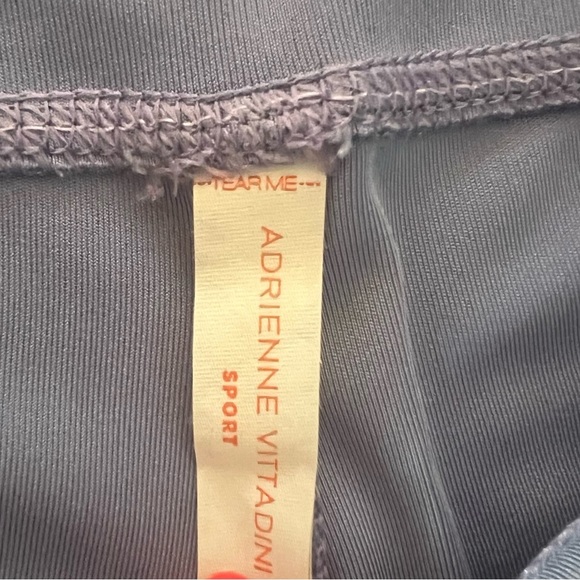 --TEAR ME--
ADRIENNE VITTADINI
SPORT